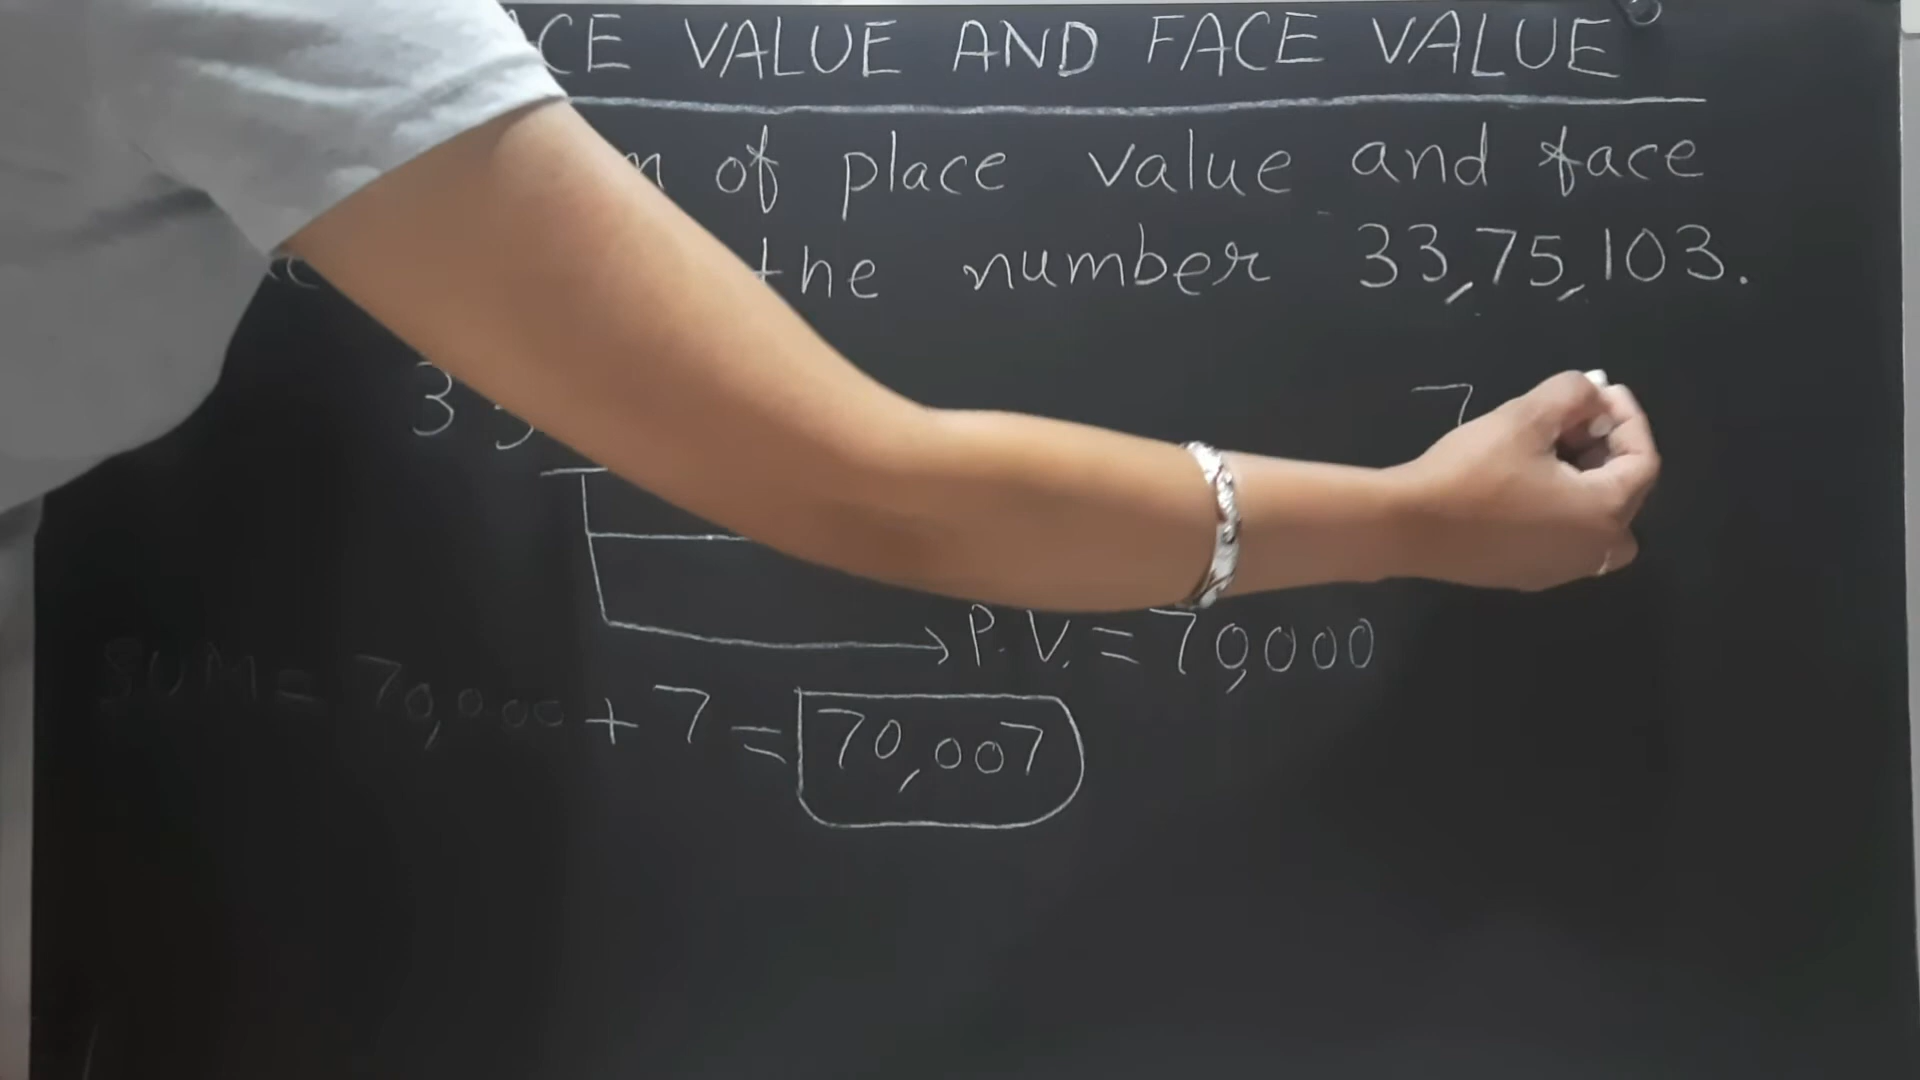 CE VALUE AND FACE VALUE
of place value and face
the number 33,75,103.
3 3 7
P.V. = 70,000
SUM = 70,000 + 7 = 70,007